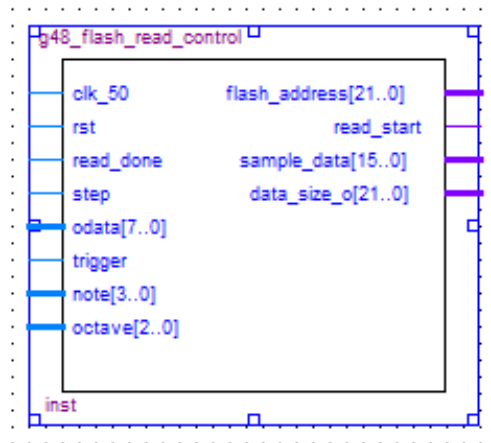 g48_flash_read_control
clk_50 flash_address[21..0]
rst read_start
read_done sample_data[15..0]
step data_size_o[21..0]
odata[7..0]
trigger
note[3..0]
octave[2..0]
inst